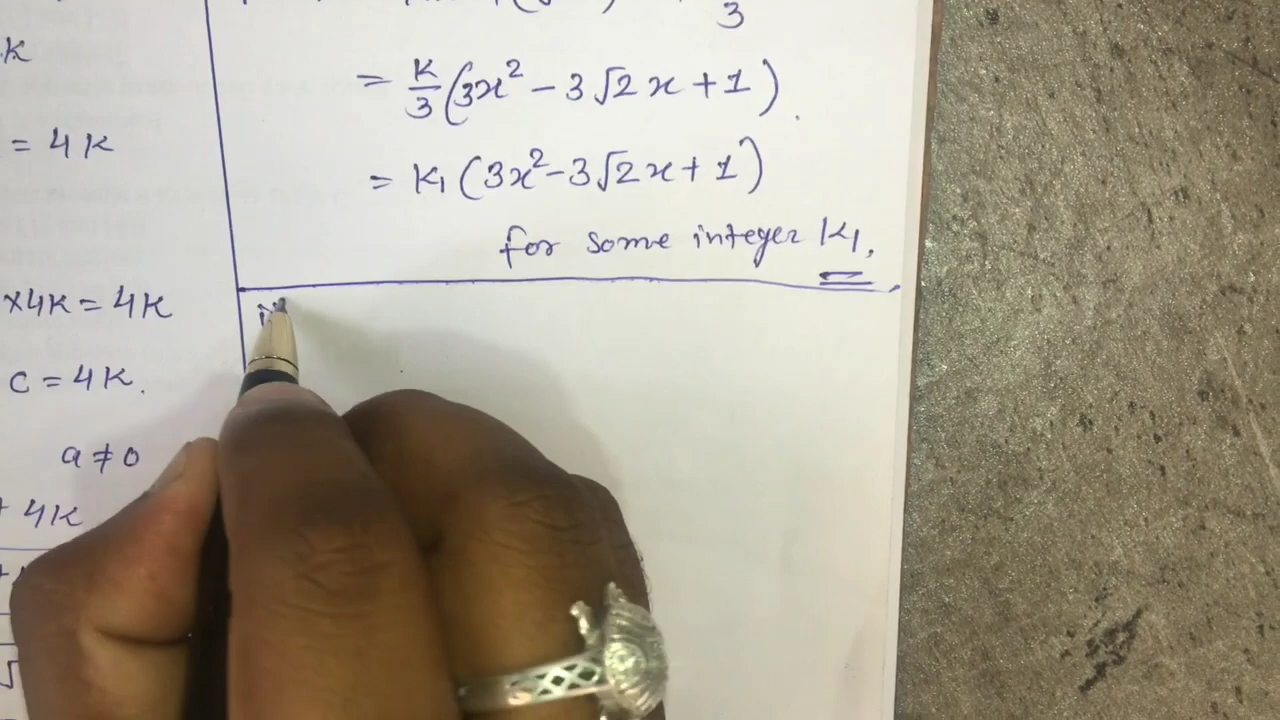 K
= 4K
×4K = 4K
C = 4K.
a ≠ 0
+ 4K
3
= K/3 (3x² - 3√2 x + 1).
= K₁ (3x² - 3√2x + 1)
for some integer K₁.